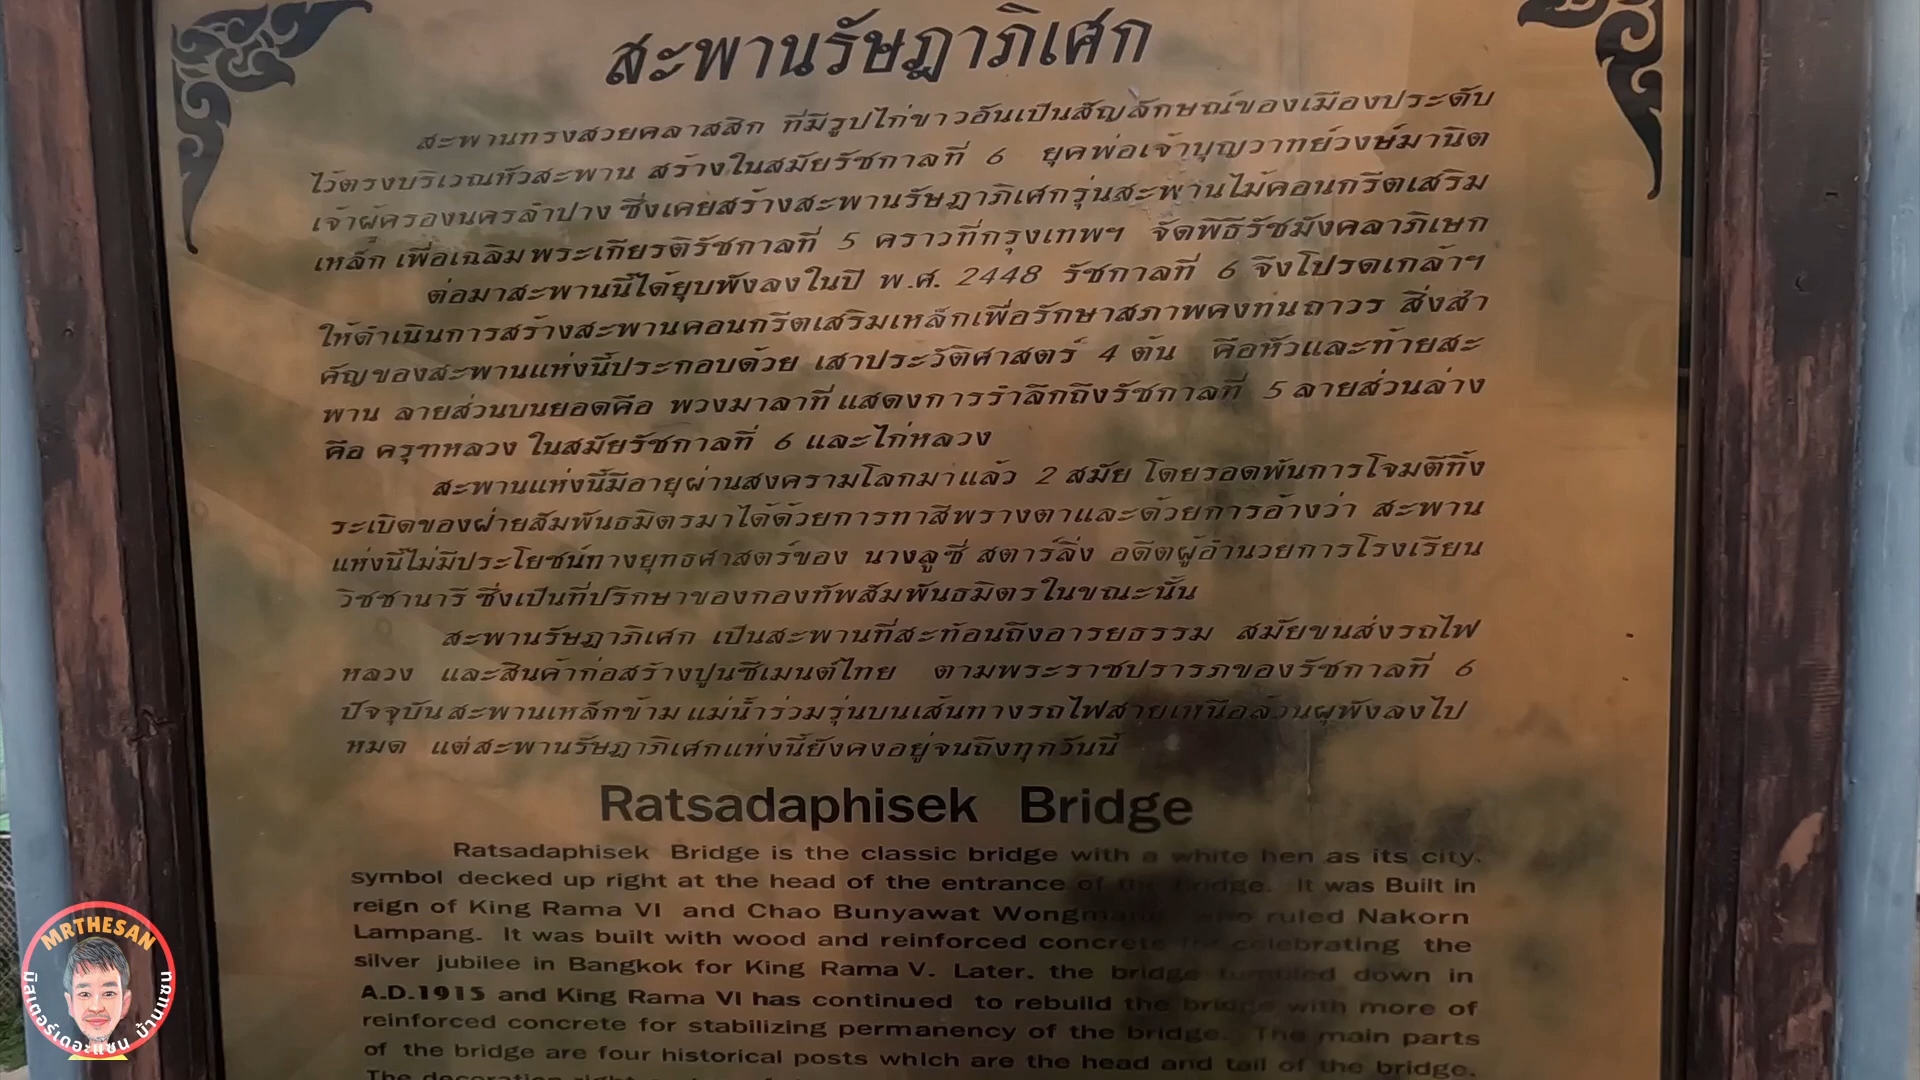 สะพานรัษฎาภิเศก
สะพานทรงสวยคลาสสิก ที่มีรูปไก่ขาวอันเป็นสัญลักษณ์ของเมืองประดับ
ไว้ตรงบริเวณหัวสะพาน สร้างในสมัยรัชกาลที่ 6 ยุคพ่อเจ้าบุญวาทย์วงษ์มานิต
เจ้าผู้ครองนครลำปาง ซึ่งเคยสร้างสะพานรัษฎาภิเศกรุ่นสะพานไม้คอนกรีตเสริม
เหล็ก เพื่อเฉลิมพระเกียรติรัชกาลที่ 5 คราวที่กรุงเทพฯ จัดพิธีรัชมังคลาภิเษก
ต่อมาสะพานนี้ได้ยุบพังลงในปี พ.ศ. 2448 รัชกาลที่ 6 จึงโปรดเกล้าฯ
ให้ดำเนินการสร้างสะพานคอนกรีตเสริมเหล็กเพื่อรักษาสภาพคงทนถาวร สิ่งสำ
คัญของสะพานแห่งนี้ประกอบด้วย เสาประวัติศาสตร์ 4 ต้น คือหัวและท้ายสะ
พาน ลายส่วนบนยอดคือ พวงมาลาที่แสดงการรำลึกถึงรัชกาลที่ 5 ลายส่วนล่าง
คือ ครุฑหลวง ในสมัยรัชกาลที่ 6 และไก่หลวง
สะพานแห่งนี้มีอายุผ่านสงครามโลกมาแล้ว 2 สมัย โดยรอดพ้นการโจมตีทิ้ง
ระเบิดของฝ่ายสัมพันธมิตรมาได้ด้วยการทาสีพรางตาและด้วยการอ้างว่า สะพาน
แห่งนี้ไม่มีประโยชน์ทางยุทธศาสตร์ของ นางลูซี สตาร์ลิ่ง อดีตผู้อำนวยการโรงเรียน
วิชชานารี ซึ่งเป็นที่ปรึกษาของกองทัพสัมพันธมิตรในขณะนั้น
สะพานรัษฎาภิเศก เป็นสะพานที่สะท้อนถึงอารยธรรม สมัยขนส่งรถไฟ
หลวง และสินค้าก่อสร้างปูนซีเมนต์ไทย ตามพระราชปรารภของรัชกาลที่ 6
ปัจจุบันสะพานเหล็กข้ามแม่น้ำร่วมรุ่นบนเส้นทางรถไฟสายเหนือล้วนผุพังลงไป
หมด แต่สะพานรัษฎาภิเศกแห่งนี้ยังคงอยู่จนถึงทุกวันนี้
Ratsadaphisek Bridge
Ratsadaphisek Bridge is the classic bridge with a white hen as its city.
symbol decked up right at the head of the entrance of the bridge. It was Built in
reign of King Rama VI and Chao Bunyawat who ruled Nakorn
Lampang. It was built with wood and reinforced concrete for celebrating the
silver jubilee in Bangkok for King Rama V. Later, the bridge tumbled down in
A.D.1915 and King Rama VI has continued to rebuild the bridge with more of
reinforced concrete for stabilizing permanency of the bridge. The main parts
of the bridge are four historical posts which are the head and tail of the bridge.
MRTHESAN
มิสเตอร์เดอะแซน บ้านแทน